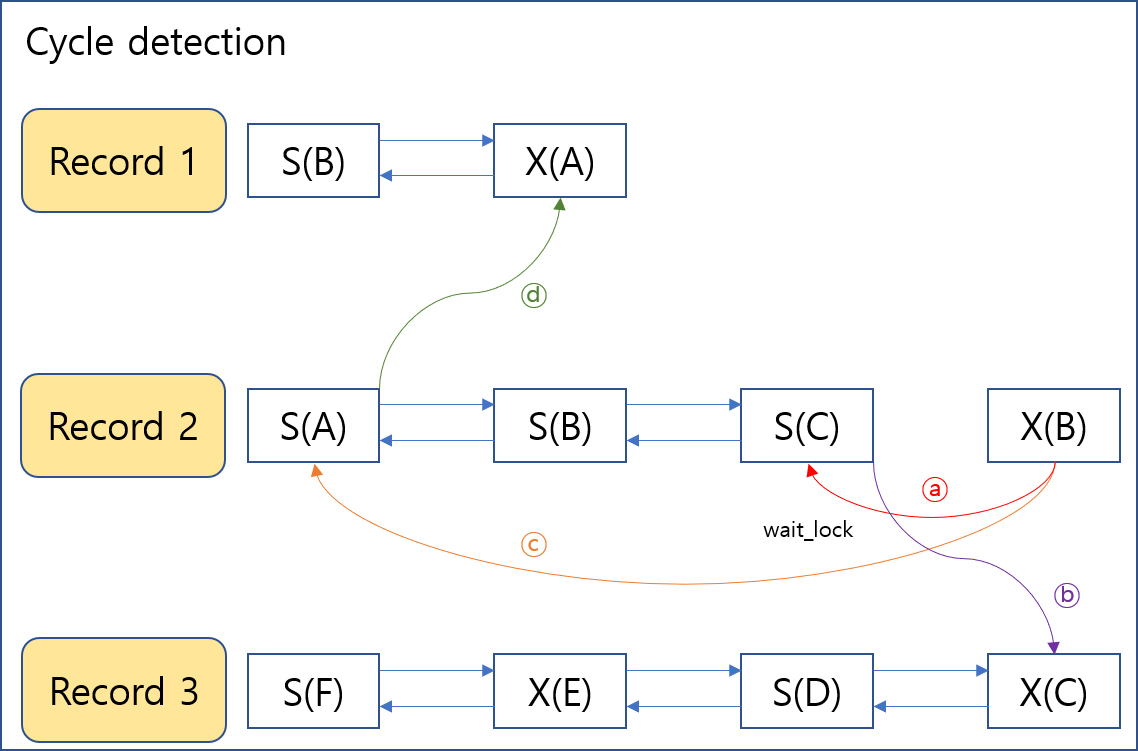 Cycle detection
Record 1
S(B)
X(A)
ⓓ
Record 2
S(A)
S(B)
S(C)
X(B)
ⓐ
wait_lock
ⓒ
ⓑ
Record 3
S(F)
X(E)
S(D)
X(C)